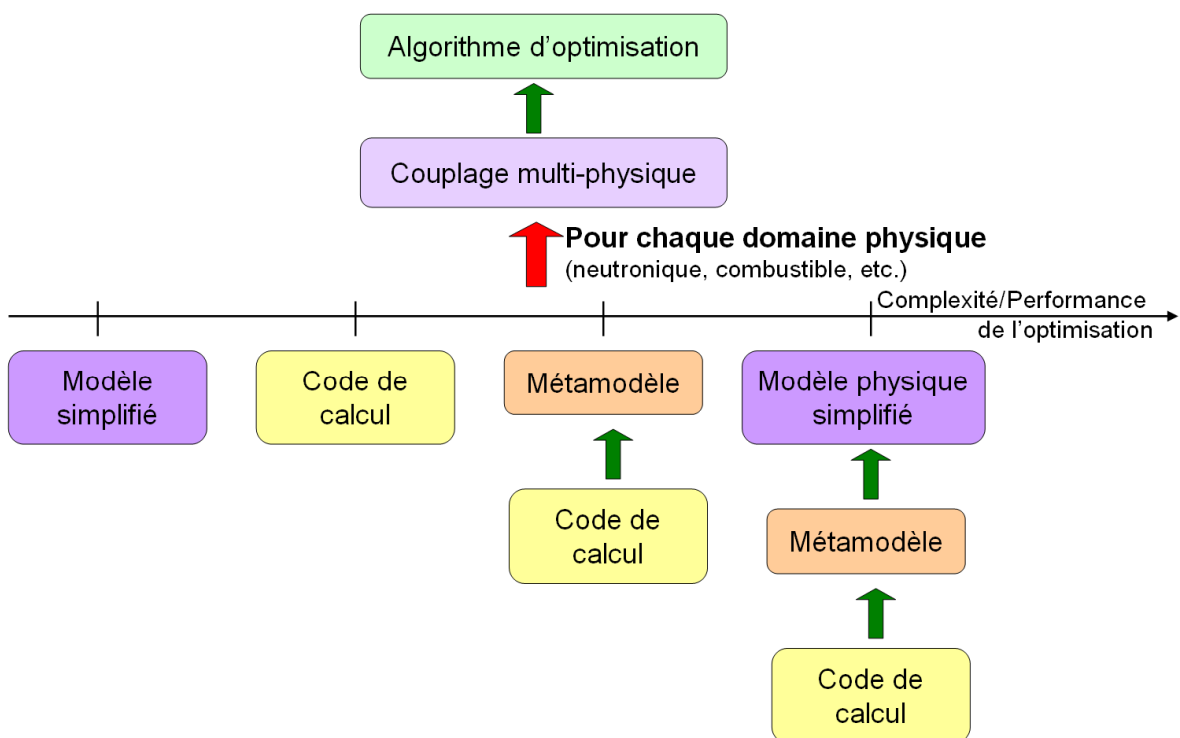 Algorithme d'optimisation
Couplage multi-physique
Pour chaque domaine physique
(neutronique, combustible, etc.)
Complexité/Performance
de l'optimisation
Modèle
simplifié
Code de
calcul
Métamodèle
Modèle physique
simplifié
Code de
calcul
Métamodèle
Code de
calcul